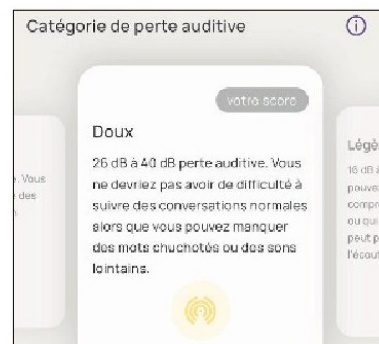 Catégorie de perte auditive
votre score
Doux
26 dB à 40 dB perte auditive. Vous
ne devriez pas avoir de difficulté à
suivre des conversations normales
alors que vous pouvez manquer
des mots chuchotés ou des sons
lointains.
. Vous
des
Légè
16 dB à
pouve
compr
ou qui
peut p
l'écout